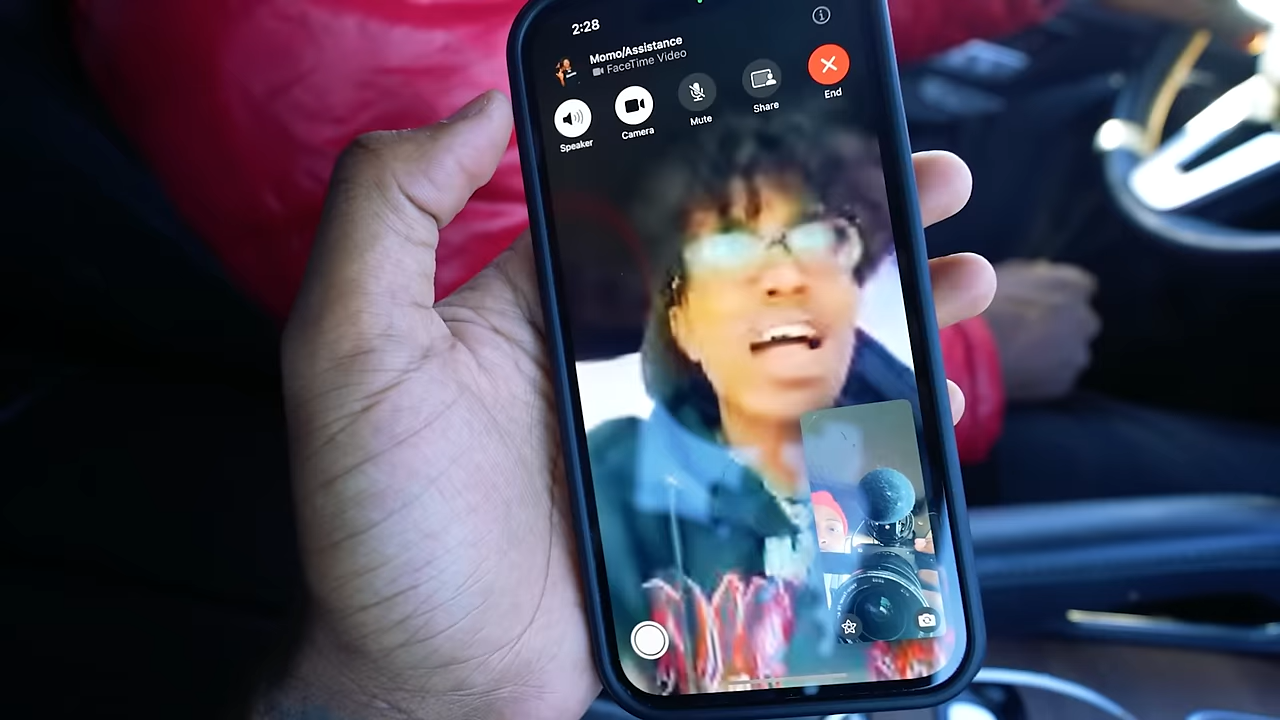 2:28
Momo/Assistance
FaceTime Video
Speaker
Camera
Mute
Share
End